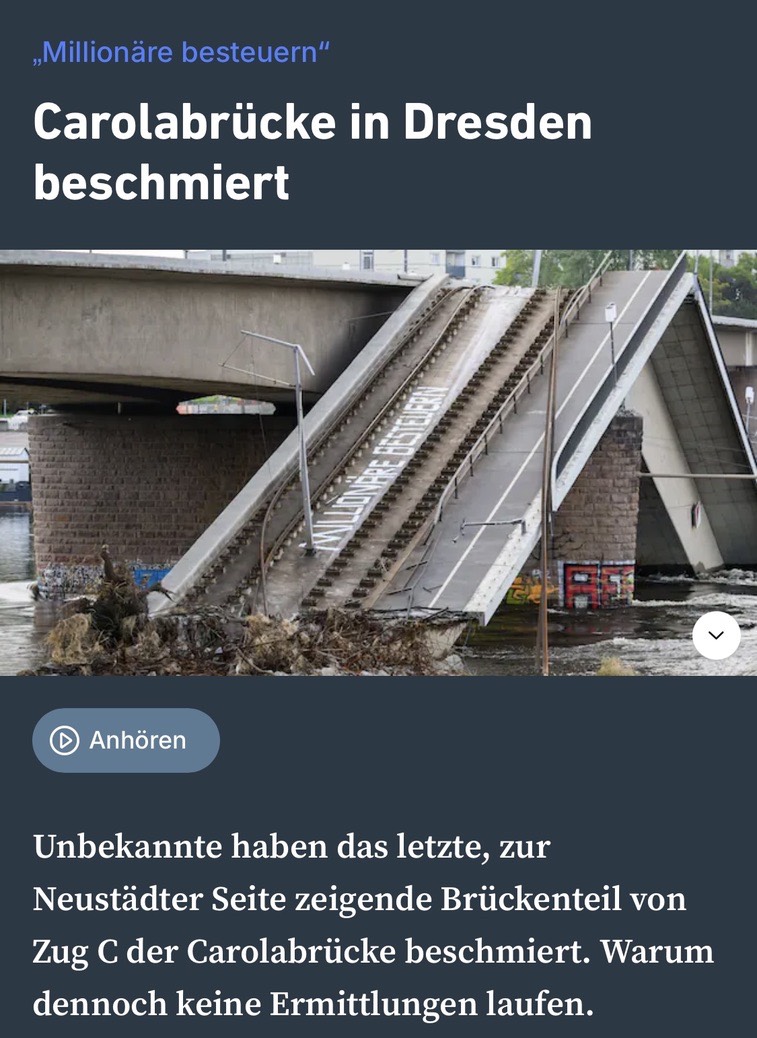 „Millionäre besteuern“
Carolabrücke in Dresden
beschmiert
MILLIONÄRE BESTEUERN
Anhören
Unbekannte haben das letzte, zur
Neustädter Seite zeigende Brückenteil von
Zug C der Carolabrücke beschmiert. Warum
dennoch keine Ermittlungen laufen.